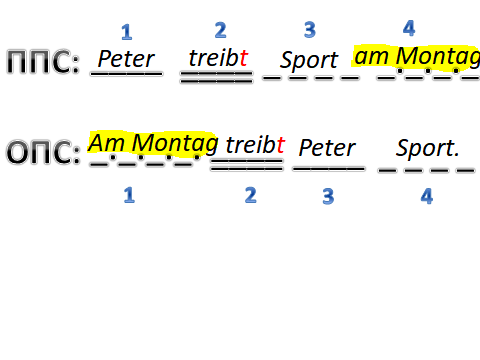 1 2 3 4
ППС: Peter treibt Sport am Montag
ОПС: Am Montag treibt Peter Sport.
1 2 3 4